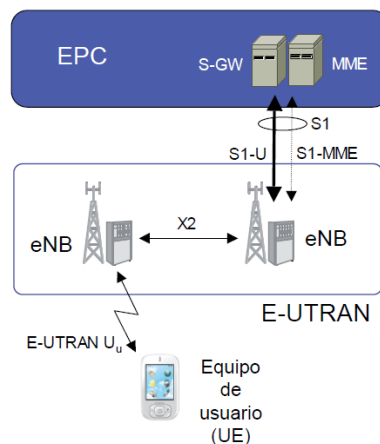 EPC
S-GW
MME
S1
S1-U
S1-MME
eNB
X2
eNB
E-UTRAN
E-UTRAN Uu
Equipo
de
usuario
(UE)